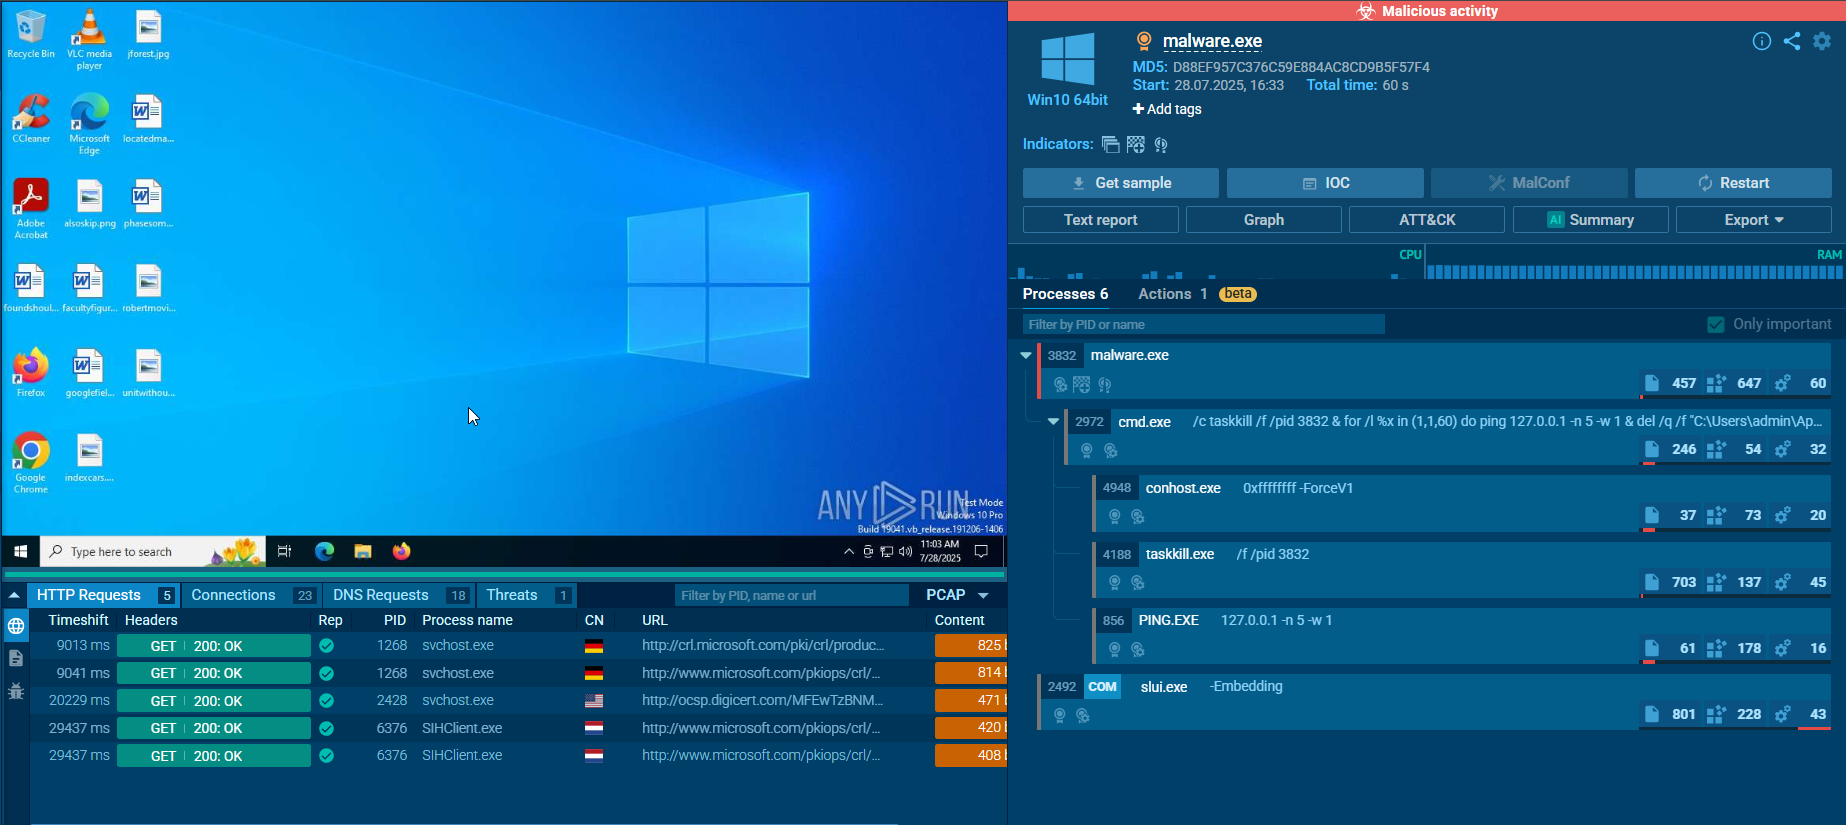 Recycle Bin
VLC media player
jforest.jpg
CCleaner
Microsoft Edge
locatedma...
Adobe Acrobat
alsoskip.png
phasesom...
foundshoul...
facultyfigur...
robertmovi...
Firefox
googlefiel...
unitwithou...
Google Chrome
indexcars....
ANY RUN
Test Mode
Windows 10 Pro
Build 19041.vb_release.191206-1406
Type here to search
11:03 AM
7/28/2025
HTTP Requests 5 Connections 23 DNS Requests 18 Threats 1 Filter by PID, name or url PCAP
Timeshift Headers Rep PID Process name CN URL Content
9013 ms GET 200: OK 1268 svchost.exe http://crl.microsoft.com/pki/crl/produc... 825
9041 ms GET 200: OK 1268 svchost.exe http://www.microsoft.com/pkiops/crl/... 814
20229 ms GET 200: OK 2428 svchost.exe http://ocsp.digicert.com/MFEwTzBNM... 471
29437 ms GET 200: OK 6376 SIHClient.exe http://www.microsoft.com/pkiops/crl/... 420
29437 ms GET 200: OK 6376 SIHClient.exe http://www.microsoft.com/pkiops/crl/... 408
Malicious activity
malware.exe
MD5: D88EF957C376C59E884AC8CD9B5F57F4
Start: 28.07.2025, 16:33 Total time: 60 s
Win10 64bit
Add tags
Indicators:
Get sample IOC MalConf Restart
Text report Graph ATT&CK AI Summary Export
CPU RAM
Processes 6 Actions 1 beta
Filter by PID or name Only important
3832 malware.exe
457 647 60
2972 cmd.exe /c taskkill /f /pid 3832 & for /l %x in (1,1,60) do ping 127.0.0.1 -n 5 -w 1 & del /q /f "C:\Users\admin\Ap...
246 54 32
4948 conhost.exe 0xffffffff -ForceV1
37 73 20
4188 taskkill.exe /f /pid 3832
703 137 45
856 PING.EXE 127.0.0.1 -n 5 -w 1
61 178 16
2492 COM slui.exe -Embedding
801 228 43